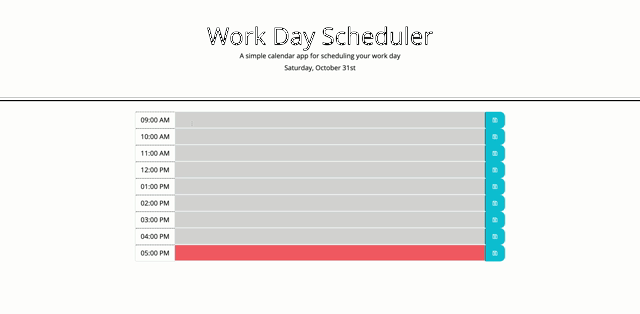 Work Day Scheduler
A simple calendar app for scheduling your work day
Saturday, October 31st
09:00 AM
10:00 AM
11:00 AM
12:00 PM
01:00 PM
02:00 PM
03:00 PM
04:00 PM
05:00 PM